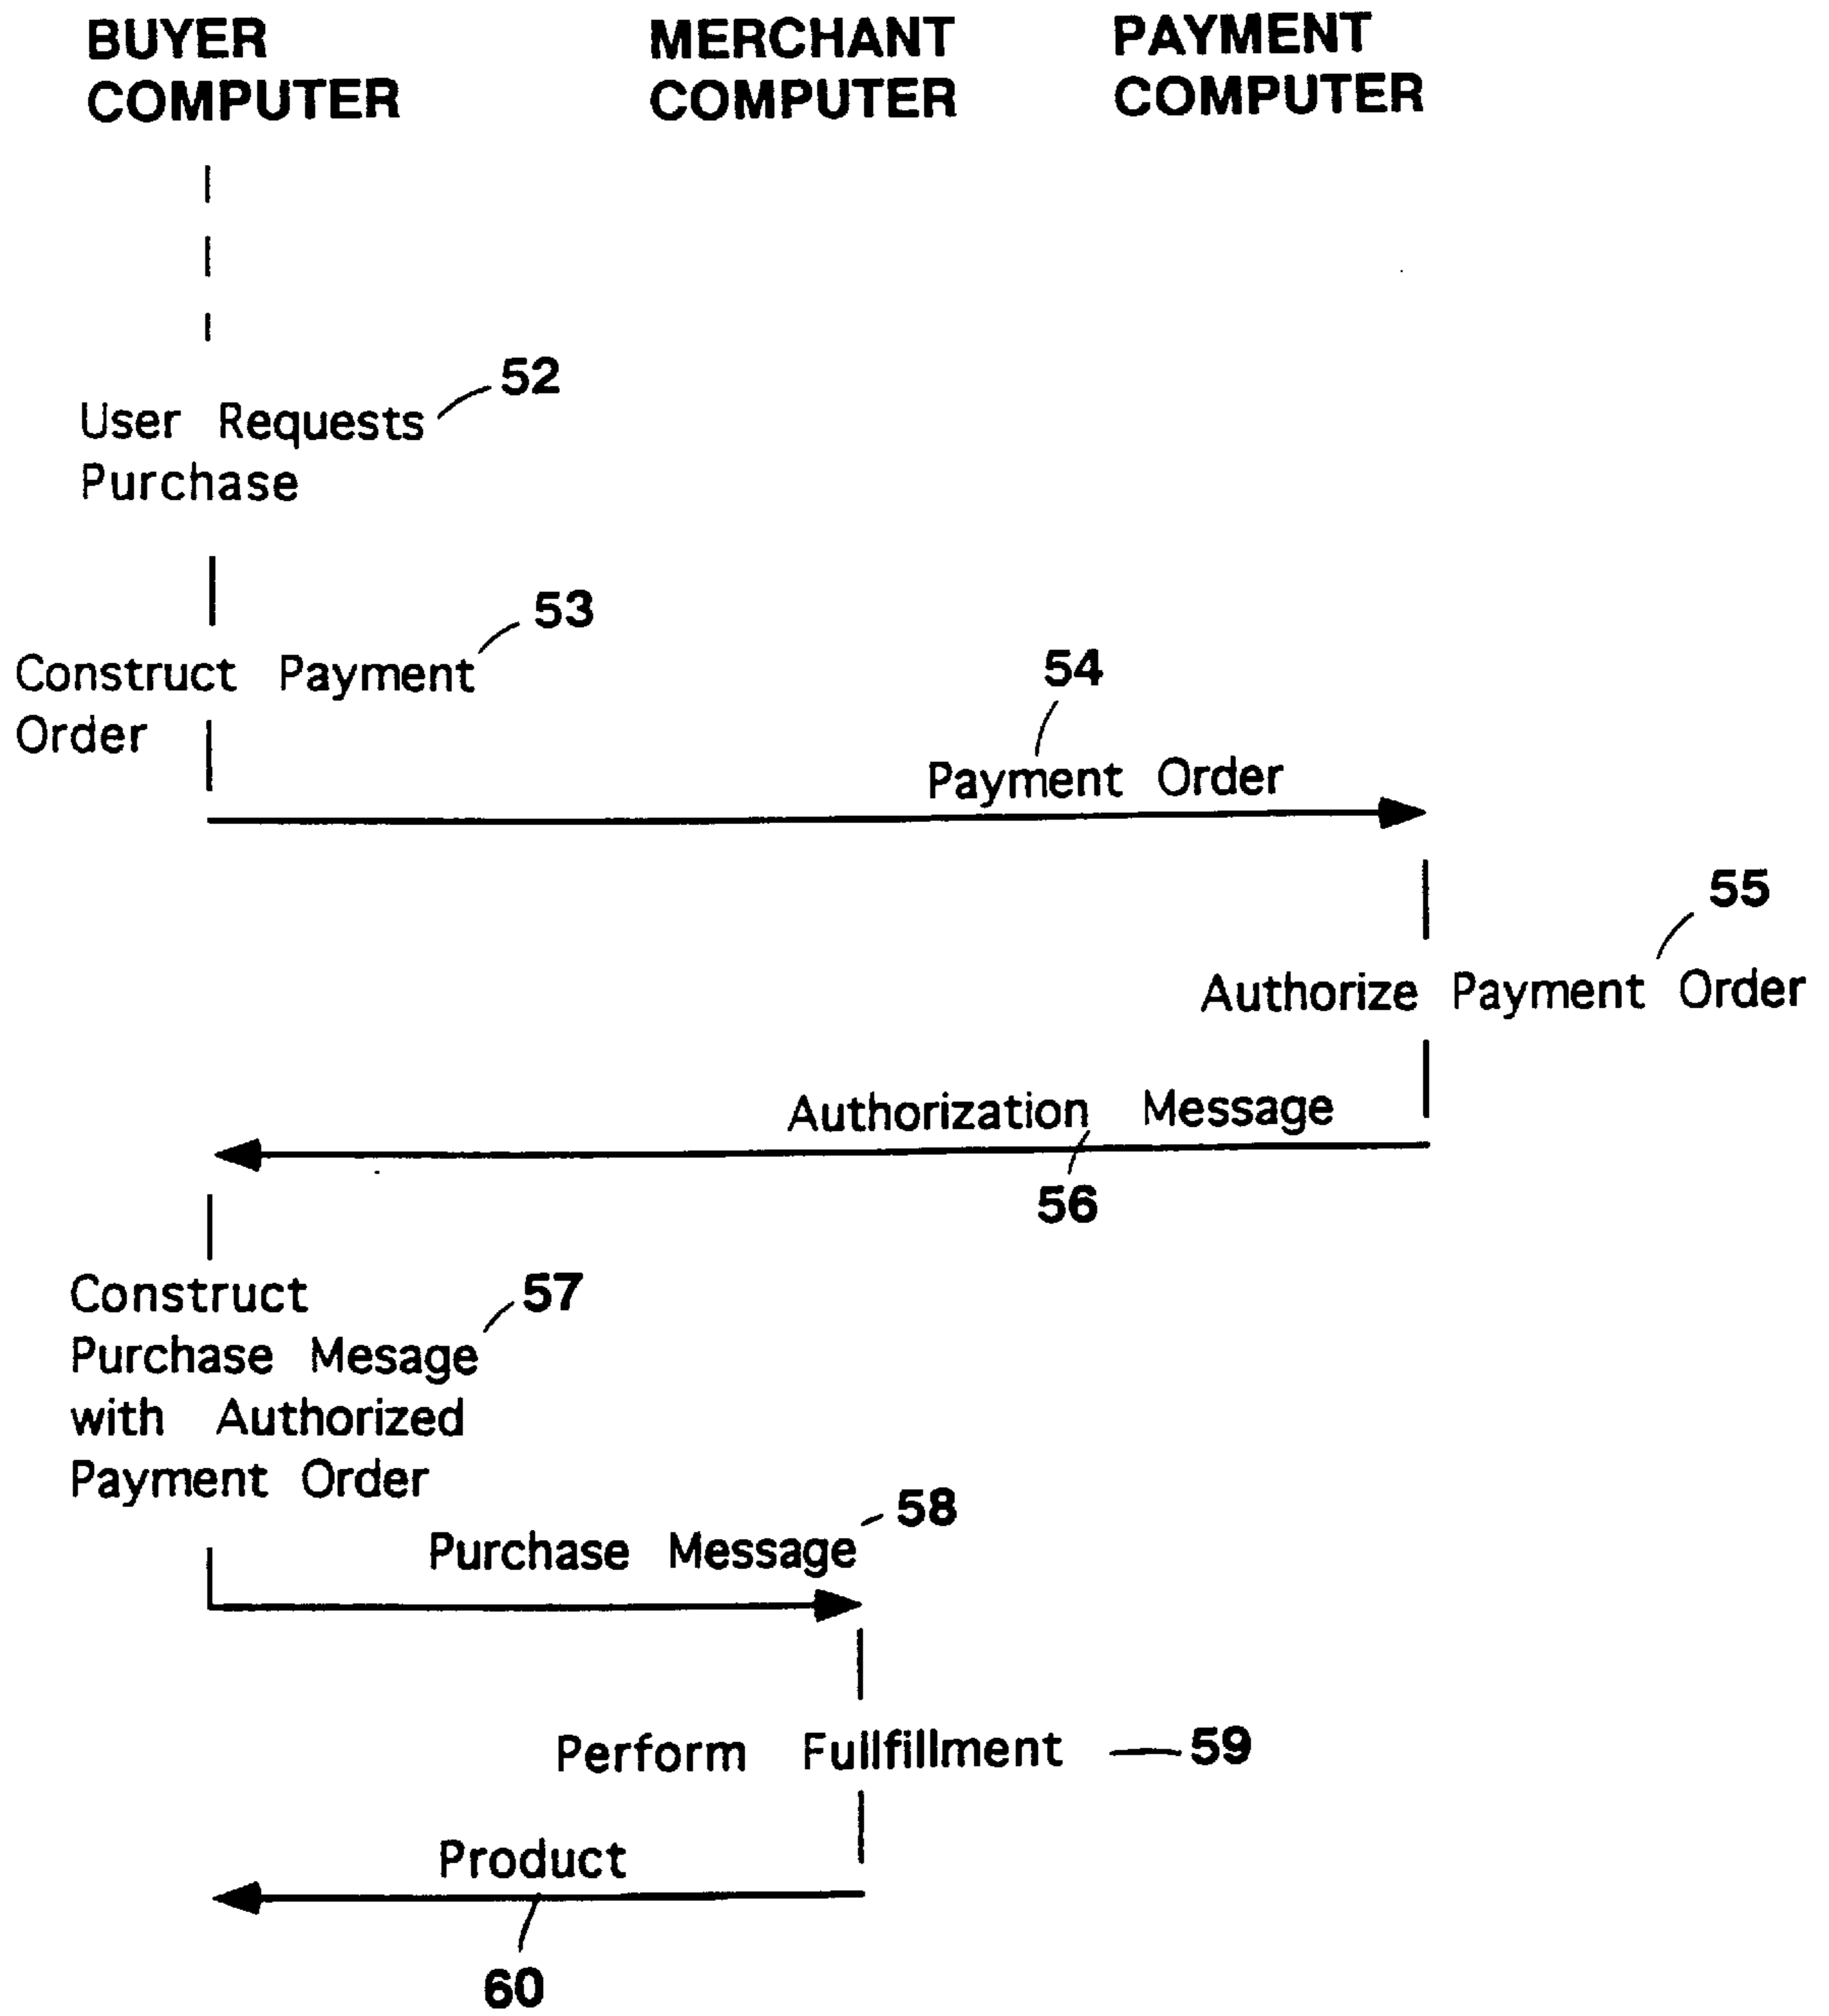 BUYER COMPUTER
MERCHANT COMPUTER
PAYMENT COMPUTER
52
User Requests
Purchase
53
Construct Payment
Order
54
Payment Order
55
Authorize Payment Order
Authorization Message
56
Construct
57
Purchase Mesage
with Authorized
Payment Order
58
Purchase Message
Perform Fullfillment
59
Product
60